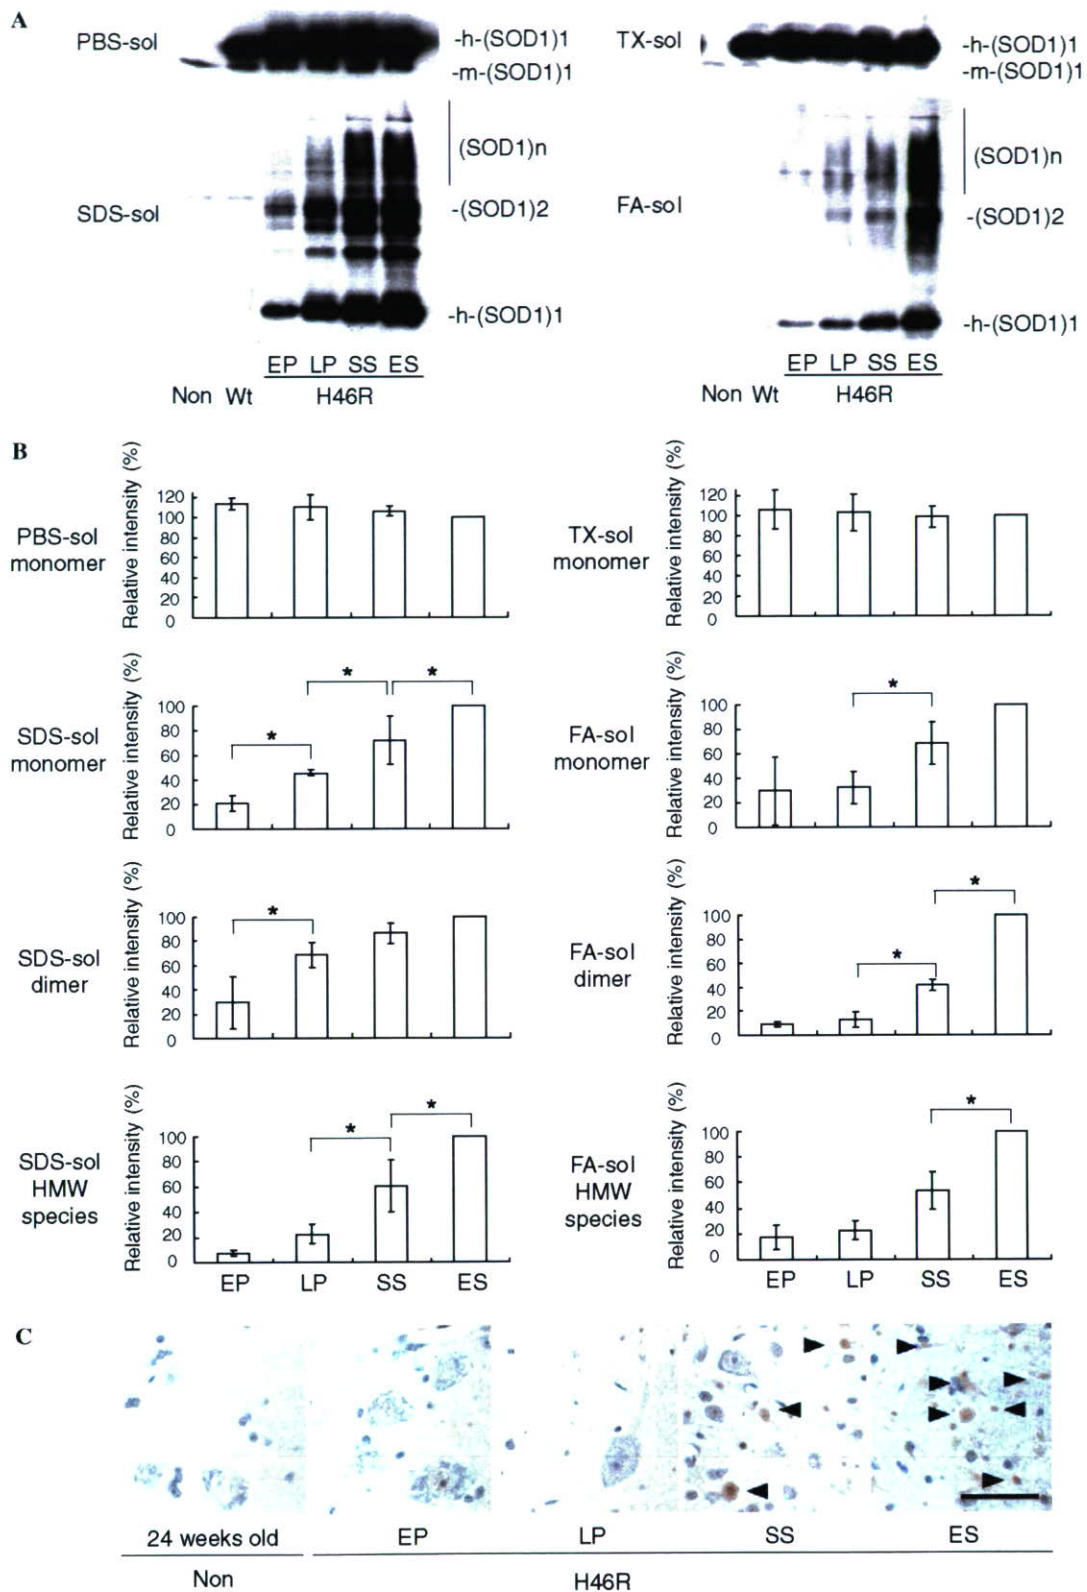 A
PBS-sol
-h-(SOD1)1
-m-(SOD1)1
SDS-sol
(SOD1)n
-(SOD1)2
-h-(SOD1)1
EP LP SS ES
Non Wt H46R
TX-sol
-h-(SOD1)1
-m-(SOD1)1
FA-sol
(SOD1)n
-(SOD1)2
-h-(SOD1)1
EP LP SS ES
Non Wt H46R
B
PBS-sol
monomer
Relative intensity (%)
120
100
80
60
40
20
0
TX-sol
monomer
Relative intensity (%)
120
100
80
60
40
20
0
SDS-sol
monomer
Relative intensity (%)
100
80
60
40
20
0
* * *
FA-sol
monomer
Relative intensity (%)
100
80
60
40
20
0
*
SDS-sol
dimer
Relative intensity (%)
100
80
60
40
20
0
*
FA-sol
dimer
Relative intensity (%)
100
80
60
40
20
0
* *
SDS-sol
HMW
species
Relative intensity (%)
100
80
60
40
20
0
* *
EP LP SS ES
FA-sol
HMW
species
Relative intensity (%)
100
80
60
40
20
0
*
EP LP SS ES
C
24 weeks old EP LP SS ES
Non H46R